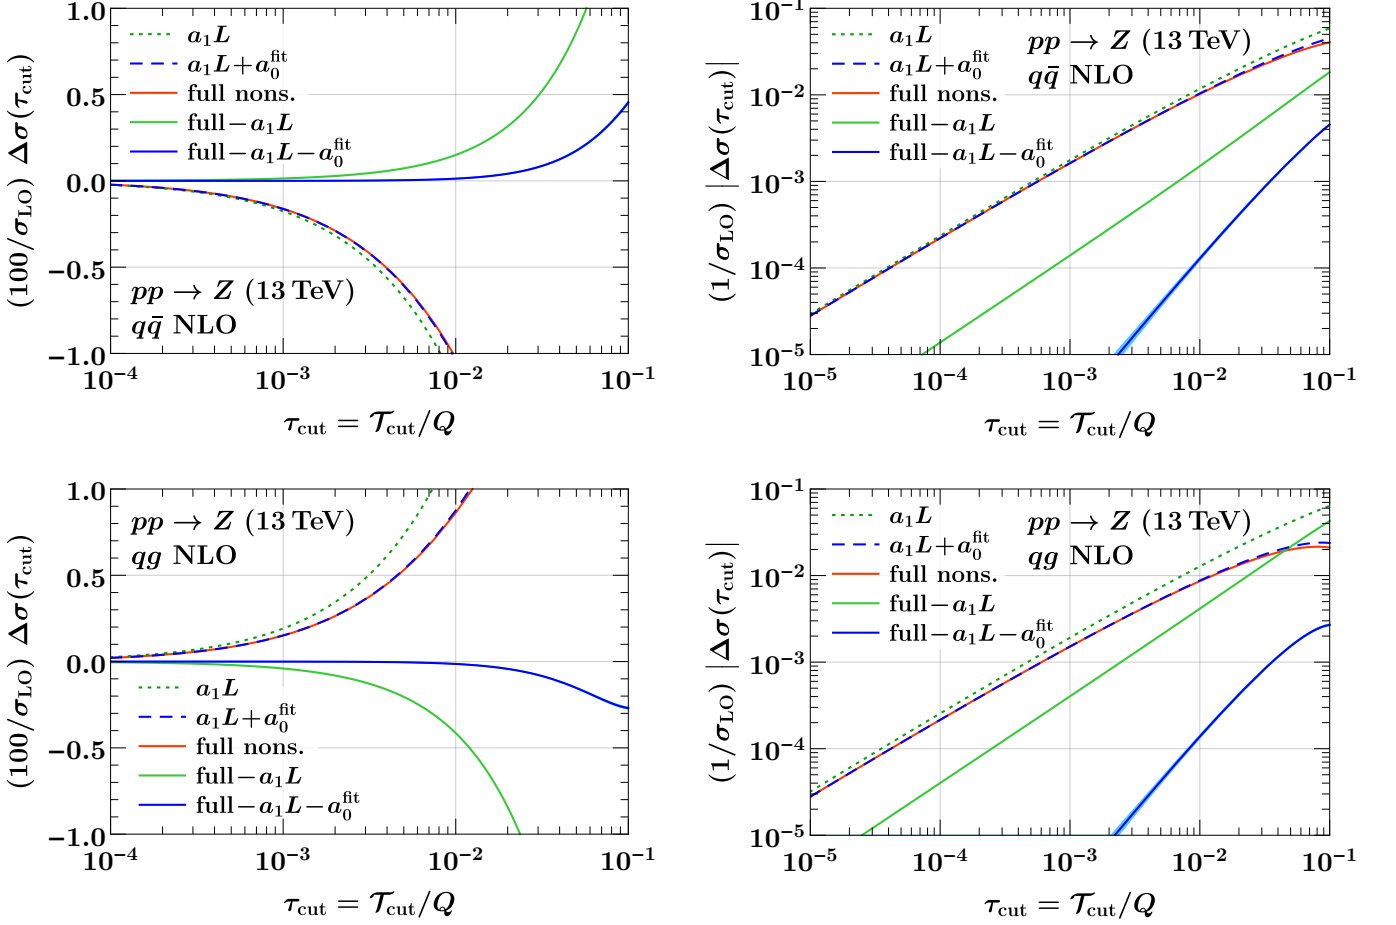 1.0
0.5
0.0
−0.5
−1.0
(100/σ_LO) Δσ(τ_cut)
a₁L
a₁L+a₀^fit
full nons.
full−a₁L
full−a₁L−a₀^fit
pp → Z (13 TeV)
qq̄ NLO
10⁻⁴ 10⁻³ 10⁻² 10⁻¹
τ_cut = 𝒯_cut/Q
10⁻¹
10⁻²
10⁻³
10⁻⁴
10⁻⁵
(1/σ_LO) |Δσ(τ_cut)|
a₁L
a₁L+a₀^fit
full nons.
full−a₁L
full−a₁L−a₀^fit
pp → Z (13 TeV)
qq̄ NLO
10⁻⁵ 10⁻⁴ 10⁻³ 10⁻² 10⁻¹
τ_cut = 𝒯_cut/Q
1.0
0.5
0.0
−0.5
−1.0
(100/σ_LO) Δσ(τ_cut)
pp → Z (13 TeV)
qg NLO
a₁L
a₁L+a₀^fit
full nons.
full−a₁L
full−a₁L−a₀^fit
10⁻⁴ 10⁻³ 10⁻² 10⁻¹
τ_cut = 𝒯_cut/Q
10⁻¹
10⁻²
10⁻³
10⁻⁴
10⁻⁵
(1/σ_LO) |Δσ(τ_cut)|
a₁L
a₁L+a₀^fit
full nons.
full−a₁L
full−a₁L−a₀^fit
pp → Z (13 TeV)
qg NLO
10⁻⁵ 10⁻⁴ 10⁻³ 10⁻² 10⁻¹
τ_cut = 𝒯_cut/Q